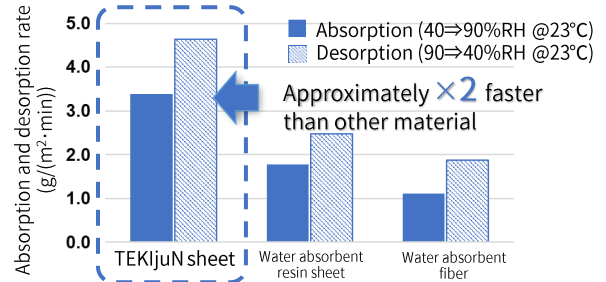 Absorption and desorption rate
(g/(m²·min))
5.0
4.0
3.0
2.0
1.0
0.0
Absorption (40⇒90%RH @23℃)
Desorption (90⇒40%RH @23℃)
Approximately ×2 faster
than other material
TEKIjuN sheet
Water absorbent
resin sheet
Water absorbent
fiber